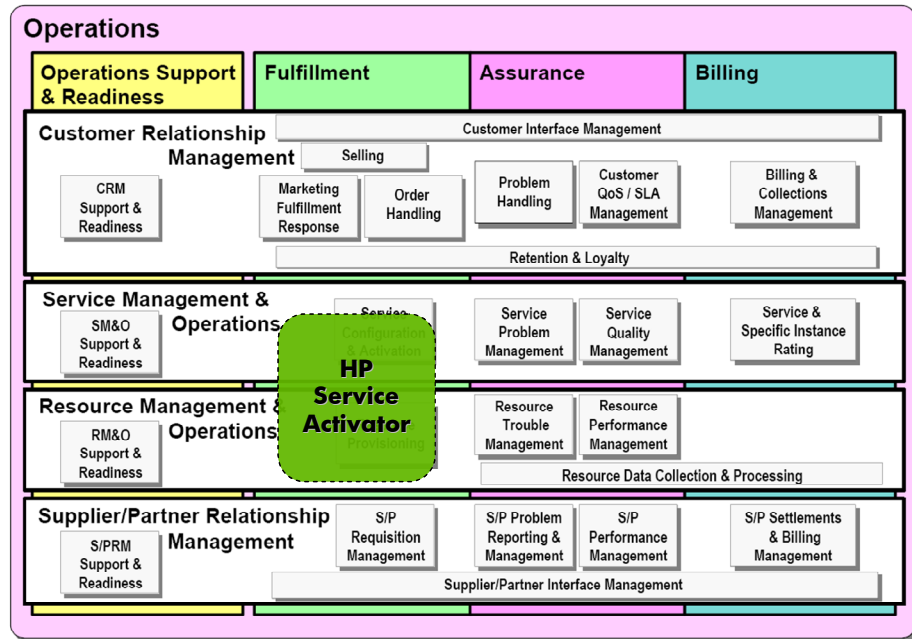 Operations
Operations Support
& Readiness
Fulfillment
Assurance
Billing
Customer Relationship
Management
Customer Interface Management
Selling
CRM
Support &
Readiness
Marketing
Fulfillment
Response
Order
Handling
Problem
Handling
Customer
QoS / SLA
Management
Billing &
Collections
Management
Retention & Loyalty
Service Management &
Operations
SM&O
Support &
Readiness
Service
Configuration
& Activation
Service
Problem
Management
Service
Quality
Management
Service &
Specific Instance
Rating
HP
Service
Activator
Resource Management &
Operations
RM&O
Support &
Readiness
Provisioning
Resource
Trouble
Management
Resource
Performance
Management
Resource Data Collection & Processing
Supplier/Partner Relationship
Management
S/PRM
Support &
Readiness
S/P
Requisition
Management
S/P Problem
Reporting &
Management
S/P
Performance
Management
S/P Settlements
& Billing
Management
Supplier/Partner Interface Management